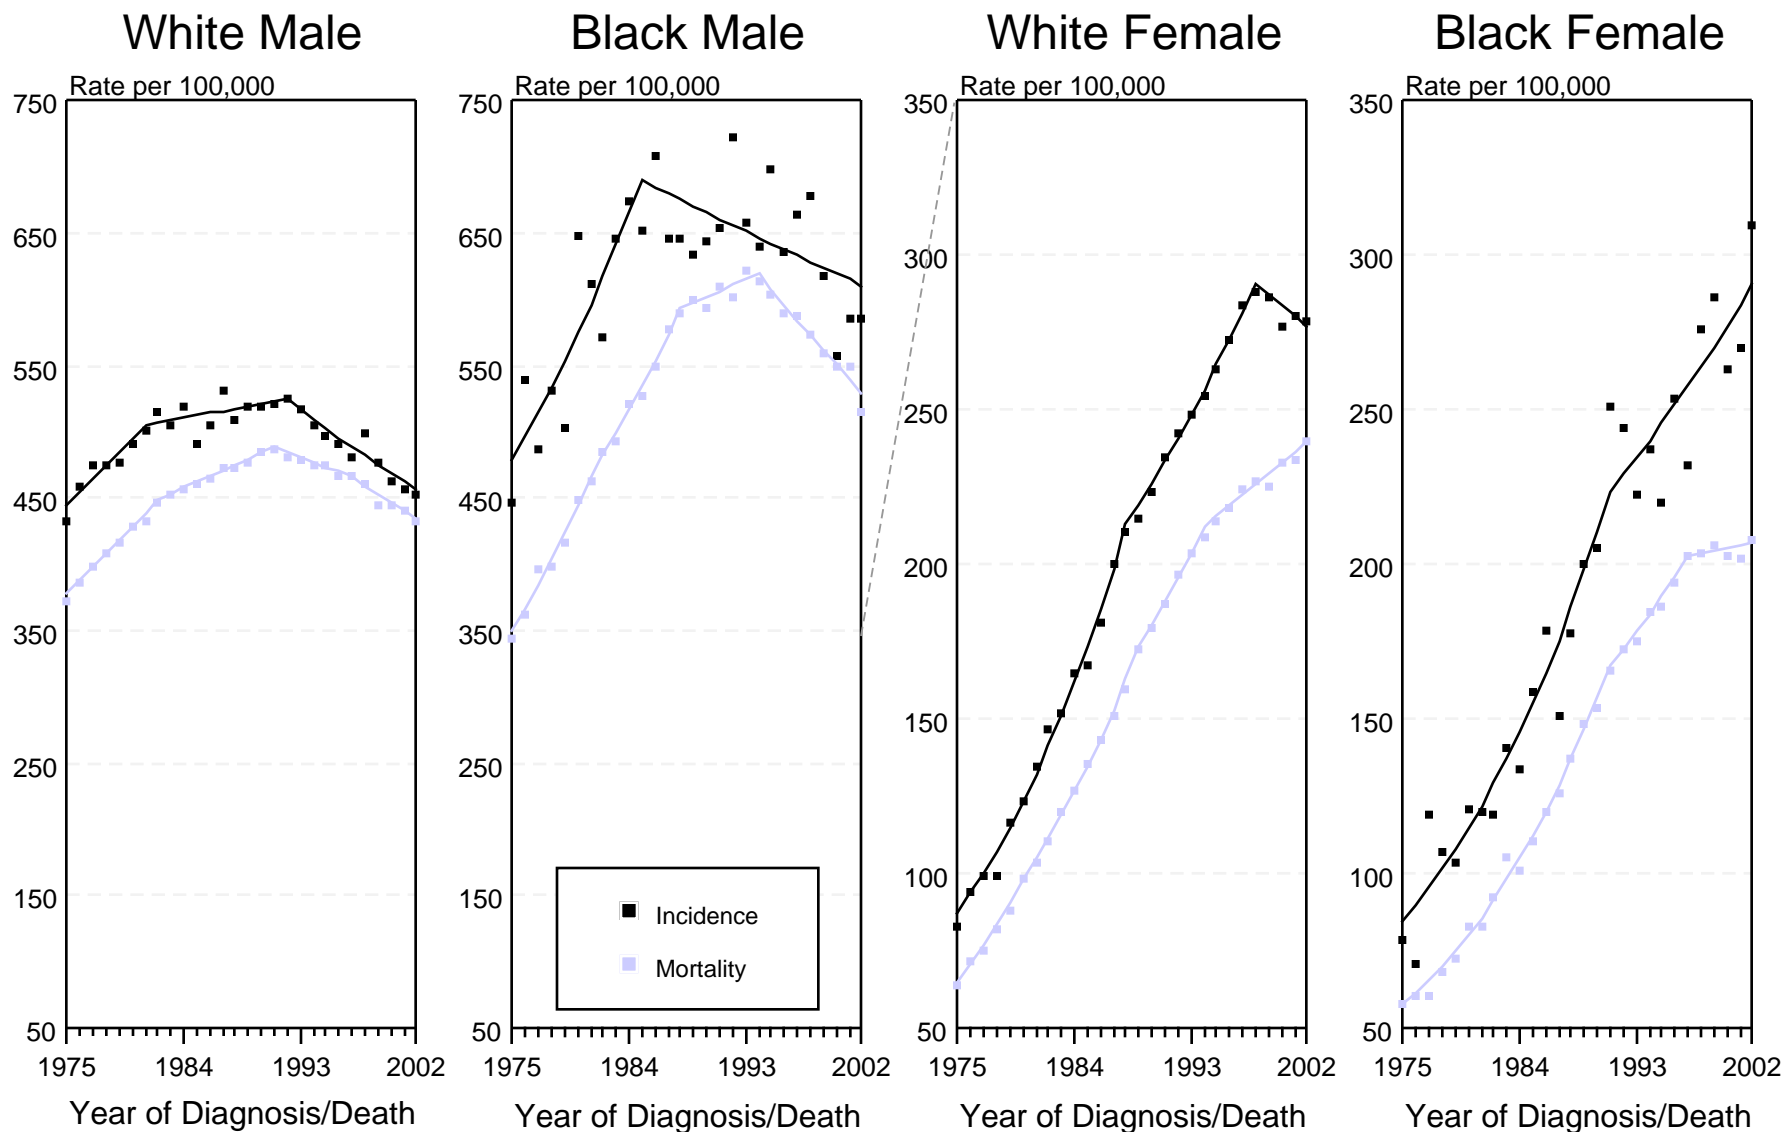 White Male
Black Male
White Female
Black Female
Rate per 100,000
Rate per 100,000
Rate per 100,000
Rate per 100,000
750
650
550
450
350
250
150
50
750
650
550
450
350
250
150
50
350
300
250
200
150
100
50
350
300
250
200
150
100
50
Incidence
Mortality
1975 1984 1993 2002
1975 1984 1993 2002
1975 1984 1993 2002
1975 1984 1993 2002
Year of Diagnosis/Death
Year of Diagnosis/Death
Year of Diagnosis/Death
Year of Diagnosis/Death